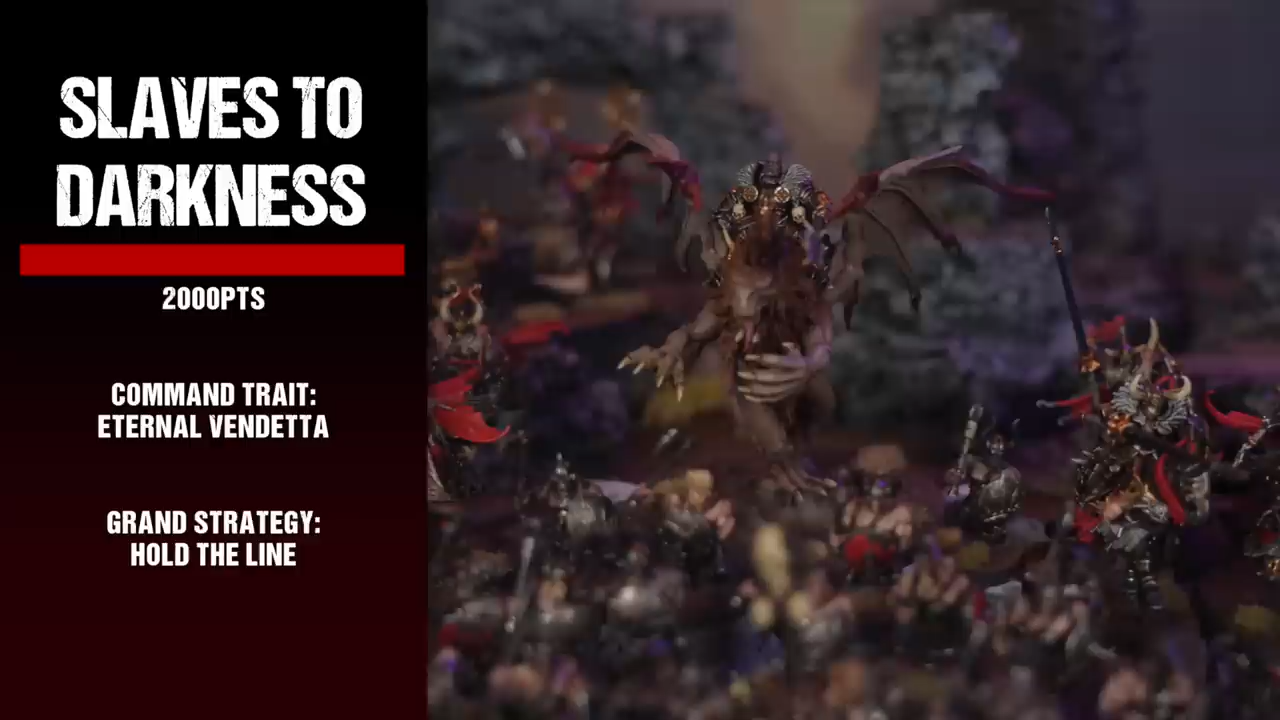 SLAVES TO
DARKNESS
2000PTS
COMMAND TRAIT:
ETERNAL VENDETTA
GRAND STRATEGY:
HOLD THE LINE